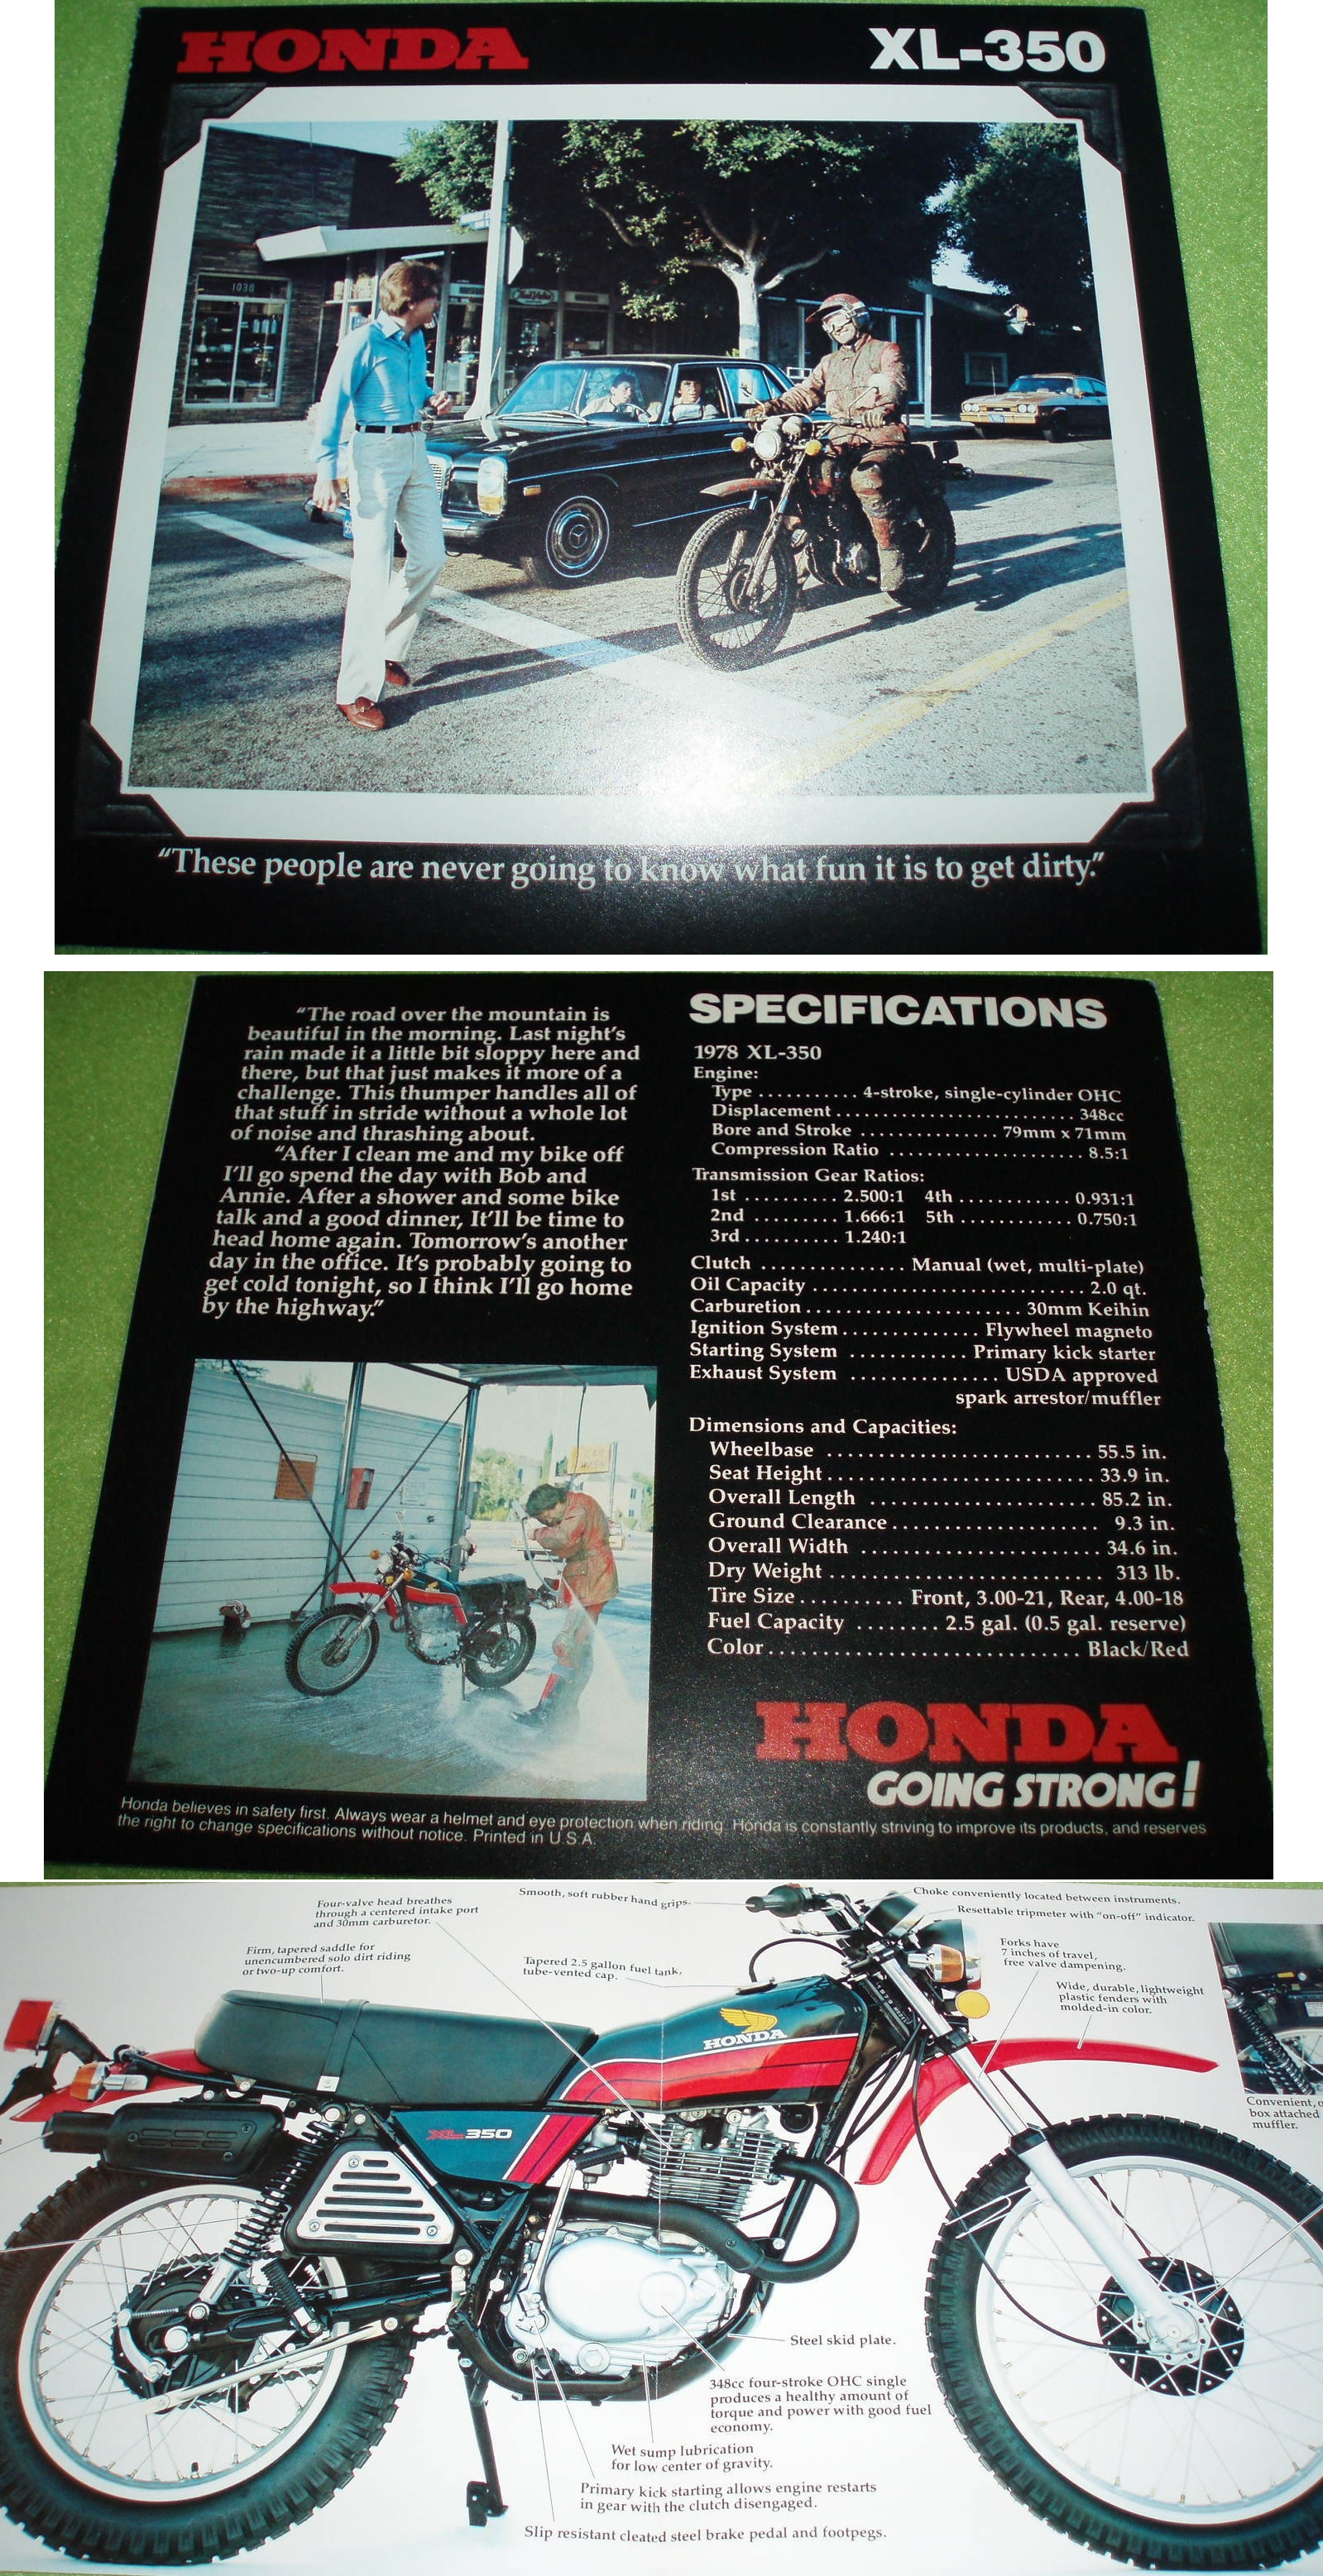 HONDA
XL-350
1038
"These people are never going to know what fun it is to get dirty."
"The road over the mountain is
beautiful in the morning. Last night's
rain made it a little bit sloppy here and
there, but that just makes it more of a
challenge. This thumper handles all of
that stuff in stride without a whole lot
of noise and thrashing about.
"After I clean me and my bike off
I'll go spend the day with Bob and
Annie. After a shower and some bike
talk and a good dinner, It'll be time to
head home again. Tomorrow's another
day in the office. It's probably going to
get cold tonight, so I think I'll go home
by the highway."
SPECIFICATIONS
1978 XL-350
Engine:
Type .......... 4-stroke, single-cylinder OHC
Displacement ........................ 348cc
Bore and Stroke .............. 79mm x 71mm
Compression Ratio .................... 8.5:1
Transmission Gear Ratios:
1st .......... 2.500:1 4th ............ 0.931:1
2nd ......... 1.666:1 5th ............ 0.750:1
3rd .......... 1.240:1
Clutch ............... Manual (wet, multi-plate)
Oil Capacity ........................... 2.0 qt.
Carburetion ...................... 30mm Keihin
Ignition System .............. Flywheel magneto
Starting System ............ Primary kick starter
Exhaust System ............... USDA approved
spark arrestor/muffler
Dimensions and Capacities:
Wheelbase .......................... 55.5 in.
Seat Height .......................... 33.9 in.
Overall Length ...................... 85.2 in.
Ground Clearance .................... 9.3 in.
Overall Width ....................... 34.6 in.
Dry Weight .......................... 313 lb.
Tire Size .......... Front, 3.00-21, Rear, 4.00-18
Fuel Capacity ........ 2.5 gal. (0.5 gal. reserve)
Color .............................. Black/Red
HONDA
GOING STRONG!
Honda believes in safety first. Always wear a helmet and eye protection when riding. Honda is constantly striving to improve its products, and reserves
the right to change specifications without notice. Printed in U.S.A.
Four-valve head breathes
through a centered intake port
and 30mm carburetor.
Smooth, soft rubber hand grips.
Choke conveniently located between instruments.
Resettable tripmeter with "on-off" indicator.
Firm, tapered saddle for
unencumbered solo dirt riding
or two-up comfort.
Tapered 2.5 gallon fuel tank,
tube-vented cap.
Forks have
7 inches of travel,
free valve dampening.
Wide, durable, lightweight
plastic fenders with
molded-in color.
HONDA
XL350
Convenient,
box attached
muffler.
Steel skid plate.
348cc four-stroke OHC single
produces a healthy amount of
torque and power with good fuel
economy.
Wet sump lubrication
for low center of gravity.
Primary kick starting allows engine restarts
in gear with the clutch disengaged.
Slip resistant cleated steel brake pedal and footpegs.